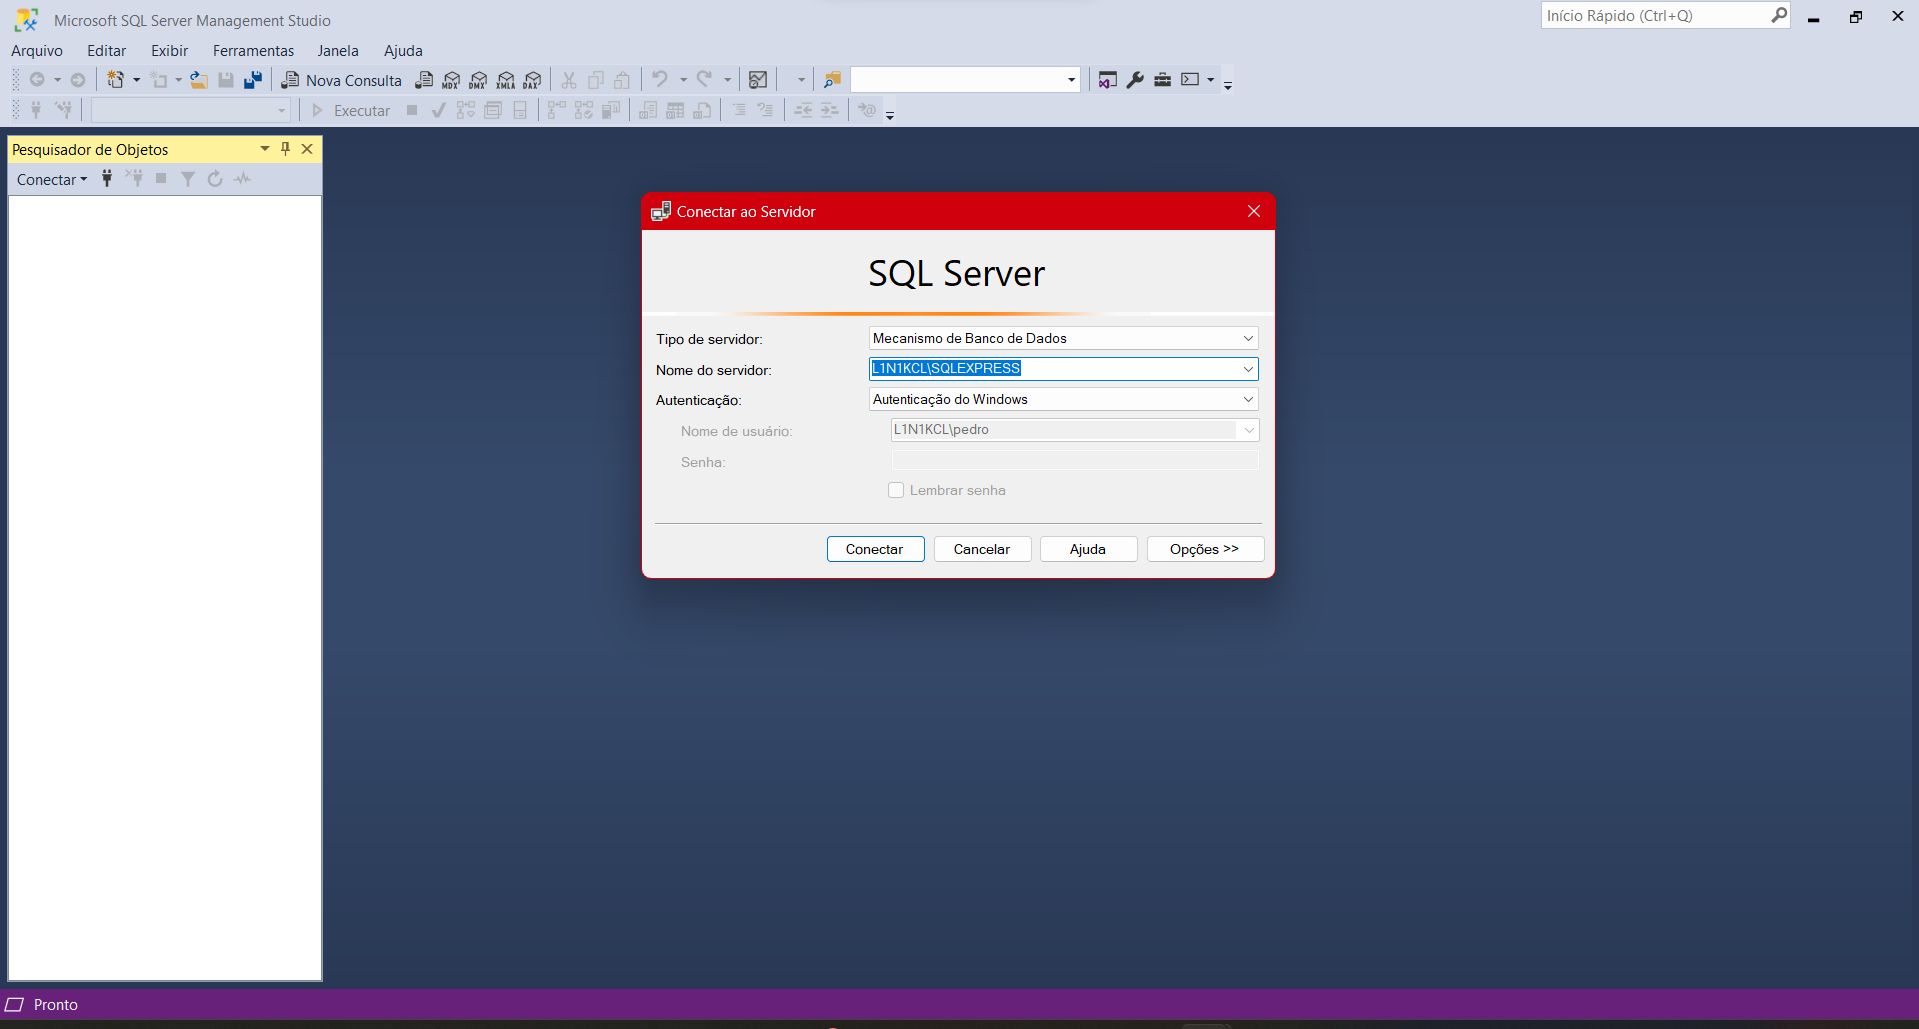 Microsoft SQL Server Management Studio
Início Rápido (Ctrl+Q)
Arquivo Editar Exibir Ferramentas Janela Ajuda
Nova Consulta MDX DMX XMLA DAX
Executar
Pesquisador de Objetos
Conectar
Conectar ao Servidor
SQL Server
Tipo de servidor: Mecanismo de Banco de Dados
Nome do servidor: L1N1KCL\SQLEXPRESS
Autenticação: Autenticação do Windows
Nome de usuário: L1N1KCL\pedro
Senha:
Lembrar senha
Conectar Cancelar Ajuda Opções >>
Pronto